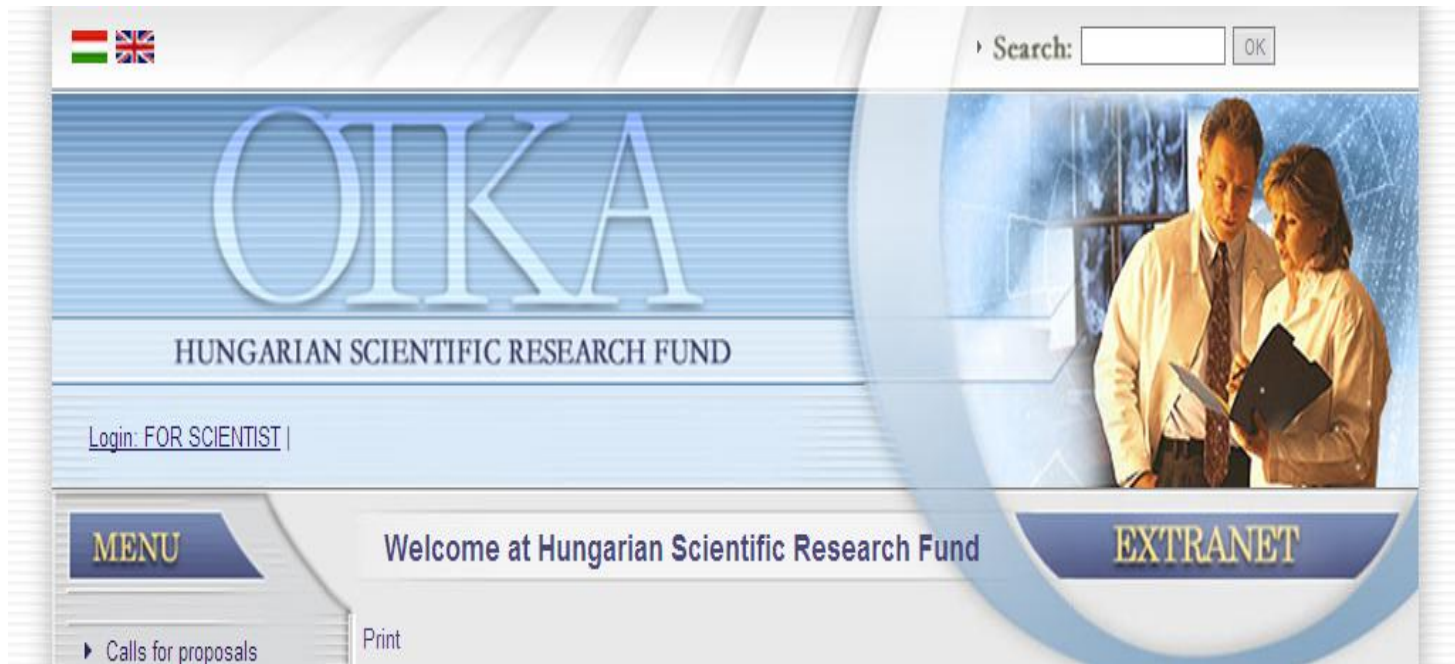 Search:
OK
OTKA
HUNGARIAN SCIENTIFIC RESEARCH FUND
Login: FOR SCIENTIST |
MENU
Welcome at Hungarian Scientific Research Fund
EXTRANET
Print
Calls for proposals